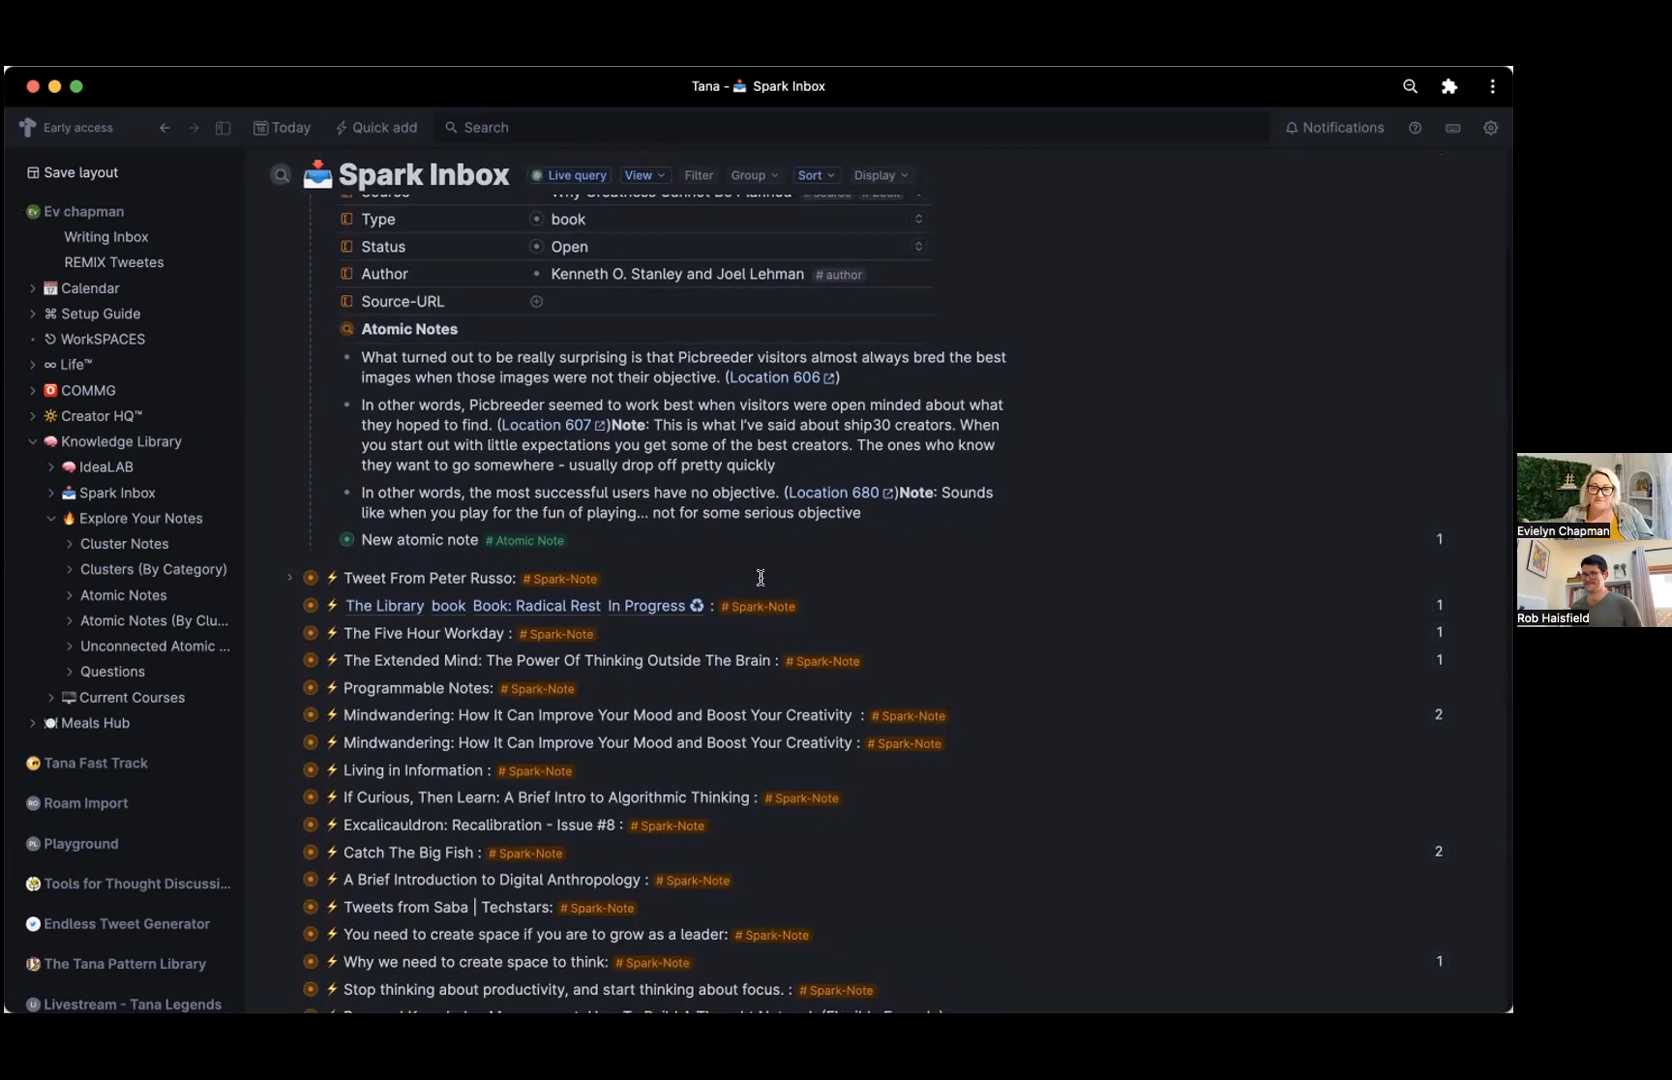 Tana - Spark Inbox
Early access
Today
Quick add
Search
Notifications
Save layout
Ev chapman
Writing Inbox
REMIX Tweetes
Calendar
Setup Guide
WorkSPACES
Life™
COMMG
Creator HQ™
Knowledge Library
IdeaLAB
Spark Inbox
Explore Your Notes
Cluster Notes
Clusters (By Category)
Atomic Notes
Atomic Notes (By Clu...
Unconnected Atomic ...
Questions
Current Courses
Meals Hub
Tana Fast Track
RO Roam Import
PL Playground
Tools for Thought Discussi...
Endless Tweet Generator
The Tana Pattern Library
LI Livestream - Tana Legends
Spark Inbox
Live query View Filter Group Sort Display
Source Why Greatness Cannot Be Planned
Type book
Status Open
Author Kenneth O. Stanley and Joel Lehman # author
Source-URL
Atomic Notes
What turned out to be really surprising is that Picbreeder visitors almost always bred the best
images when those images were not their objective. (Location 606)
In other words, Picbreeder seemed to work best when visitors were open minded about what
they hoped to find. (Location 607)Note: This is what I've said about ship30 creators. When
you start out with little expectations you get some of the best creators. The ones who know
they want to go somewhere - usually drop off pretty quickly
In other words, the most successful users have no objective. (Location 680)Note: Sounds
like when you play for the fun of playing... not for some serious objective
New atomic note # Atomic Note 1
Tweet From Peter Russo: # Spark-Note
The Library book Book: Radical Rest In Progress ♻ : # Spark-Note 1
The Five Hour Workday : # Spark-Note 1
The Extended Mind: The Power Of Thinking Outside The Brain : # Spark-Note 1
Programmable Notes: # Spark-Note
Mindwandering: How It Can Improve Your Mood and Boost Your Creativity : # Spark-Note 2
Mindwandering: How It Can Improve Your Mood and Boost Your Creativity : # Spark-Note
Living in Information : # Spark-Note
If Curious, Then Learn: A Brief Intro to Algorithmic Thinking : # Spark-Note
Excalicauldron: Recalibration - Issue #8 : # Spark-Note
Catch The Big Fish : # Spark-Note 2
A Brief Introduction to Digital Anthropology : # Spark-Note
Tweets from Saba | Techstars: # Spark-Note
You need to create space if you are to grow as a leader: # Spark-Note
Why we need to create space to think: # Spark-Note 1
Stop thinking about productivity, and start thinking about focus. : # Spark-Note
Evielyn Chapman
Rob Haisfield